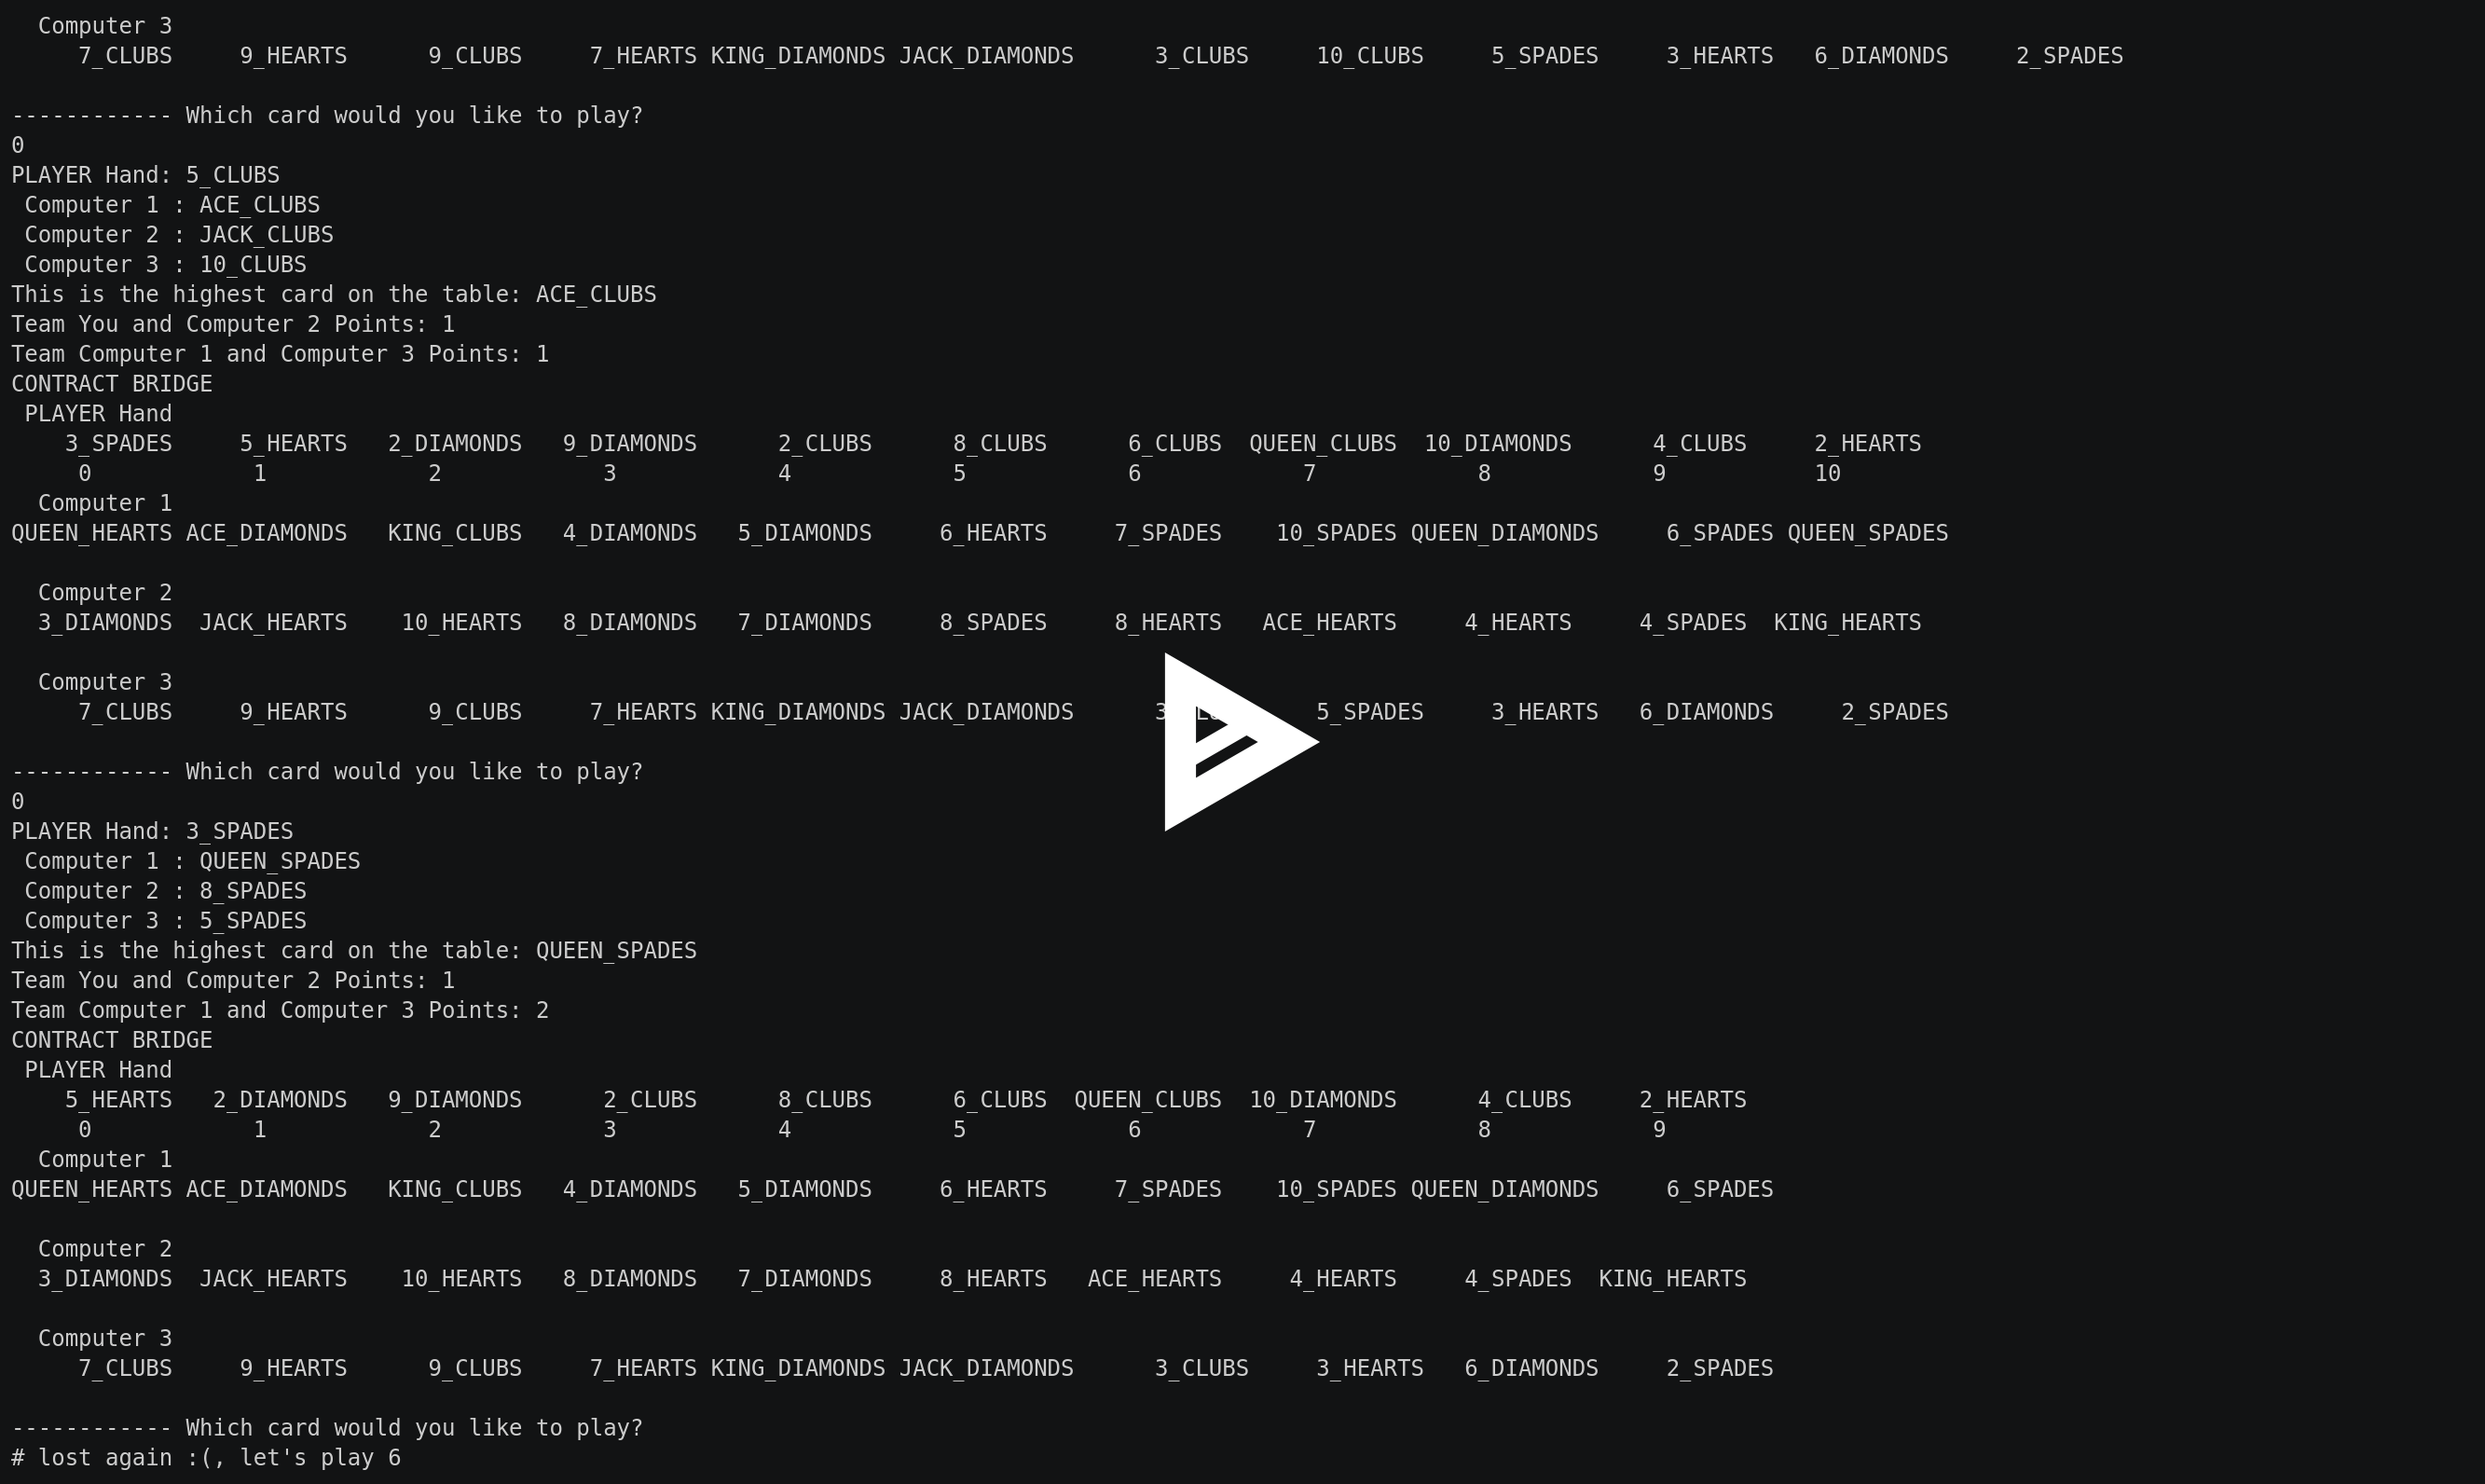 Computer 3
7_CLUBS 9_HEARTS 9_CLUBS 7_HEARTS KING_DIAMONDS JACK_DIAMONDS 3_CLUBS 10_CLUBS 5_SPADES 3_HEARTS 6_DIAMONDS 2_SPADES
------------ Which card would you like to play?
0
PLAYER Hand: 5_CLUBS
Computer 1 : ACE_CLUBS
Computer 2 : JACK_CLUBS
Computer 3 : 10_CLUBS
This is the highest card on the table: ACE_CLUBS
Team You and Computer 2 Points: 1
Team Computer 1 and Computer 3 Points: 1
CONTRACT BRIDGE
PLAYER Hand
3_SPADES 5_HEARTS 2_DIAMONDS 9_DIAMONDS 2_CLUBS 8_CLUBS 6_CLUBS QUEEN_CLUBS 10_DIAMONDS 4_CLUBS 2_HEARTS
0 1 2 3 4 5 6 7 8 9 10
Computer 1
QUEEN_HEARTS ACE_DIAMONDS KING_CLUBS 4_DIAMONDS 5_DIAMONDS 6_HEARTS 7_SPADES 10_SPADES QUEEN_DIAMONDS 6_SPADES QUEEN_SPADES
Computer 2
3_DIAMONDS JACK_HEARTS 10_HEARTS 8_DIAMONDS 7_DIAMONDS 8_SPADES 8_HEARTS ACE_HEARTS 4_HEARTS 4_SPADES KING_HEARTS
Computer 3
7_CLUBS 9_HEARTS 9_CLUBS 7_HEARTS KING_DIAMONDS JACK_DIAMONDS 5_SPADES 3_HEARTS 6_DIAMONDS 2_SPADES
------------ Which card would you like to play?
0
PLAYER Hand: 3_SPADES
Computer 1 : QUEEN_SPADES
Computer 2 : 8_SPADES
Computer 3 : 5_SPADES
This is the highest card on the table: QUEEN_SPADES
Team You and Computer 2 Points: 1
Team Computer 1 and Computer 3 Points: 2
CONTRACT BRIDGE
PLAYER Hand
5_HEARTS 2_DIAMONDS 9_DIAMONDS 2_CLUBS 8_CLUBS 6_CLUBS QUEEN_CLUBS 10_DIAMONDS 4_CLUBS 2_HEARTS
0 1 2 3 4 5 6 7 8 9
Computer 1
QUEEN_HEARTS ACE_DIAMONDS KING_CLUBS 4_DIAMONDS 5_DIAMONDS 6_HEARTS 7_SPADES 10_SPADES QUEEN_DIAMONDS 6_SPADES
Computer 2
3_DIAMONDS JACK_HEARTS 10_HEARTS 8_DIAMONDS 7_DIAMONDS 8_HEARTS ACE_HEARTS 4_HEARTS 4_SPADES KING_HEARTS
Computer 3
7_CLUBS 9_HEARTS 9_CLUBS 7_HEARTS KING_DIAMONDS JACK_DIAMONDS 3_CLUBS 3_HEARTS 6_DIAMONDS 2_SPADES
------------ Which card would you like to play?
# lost again :(, let's play 6